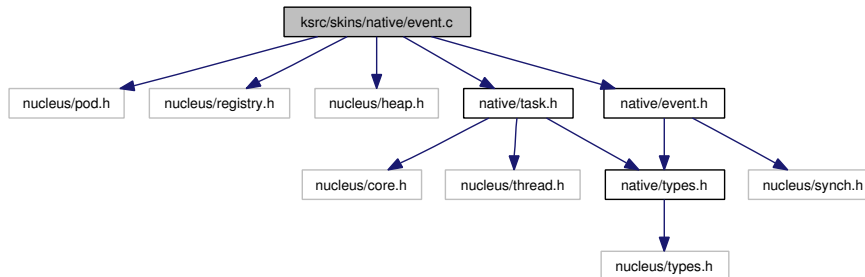 ksrc/skins/native/event.c
nucleus/pod.h
nucleus/registry.h
nucleus/heap.h
native/task.h
native/event.h
nucleus/core.h
nucleus/thread.h
native/types.h
nucleus/synch.h
nucleus/types.h